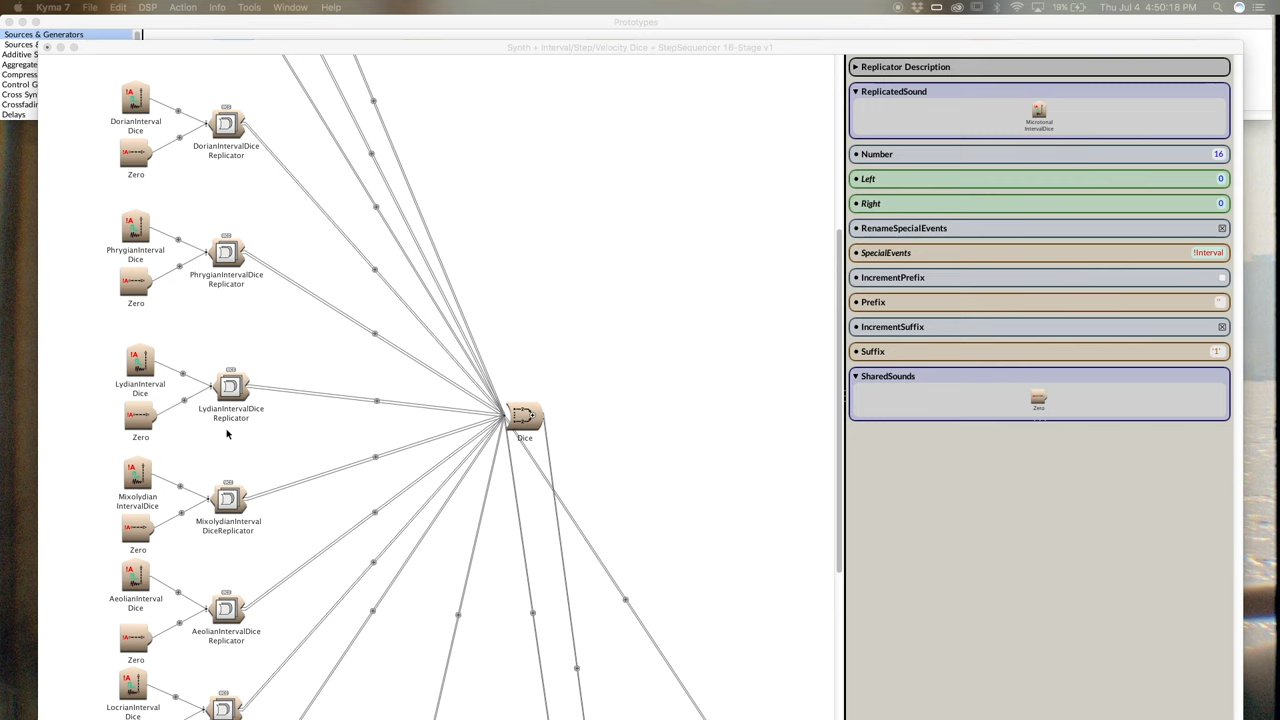 Kyma 7 File Edit DSP Action Info Tools Window Help 19% Thu Jul 4 4:50:18 PM
Prototypes
Sources & Generators
Sources &
Additive S
Aggregate
Compress
Control G
Cross Syn
Crossfadin
Delays
Synth + Interval/Step/Velocity Dice + StepSequencer 16-Stage v1
DorianInterval
Dice
DorianIntervalDice
Replicator
Zero
PhrygianInterval
Dice
PhrygianIntervalDice
Replicator
Zero
LydianInterval
Dice
LydianIntervalDice
Replicator
Zero
Dice
Mixolydian
IntervalDice
MixolydianInterval
DiceReplicator
Zero
AeolianInterval
Dice
AeolianIntervalDice
Replicator
Zero
LocrianInterval
Dice
Replicator Description
ReplicatedSound
Microtonal
IntervalDice
Number 16
Left 0
Right 0
RenameSpecialEvents
SpecialEvents !Interval
IncrementPrefix
Prefix ''
IncrementSuffix
Suffix '1'
SharedSounds
Zero